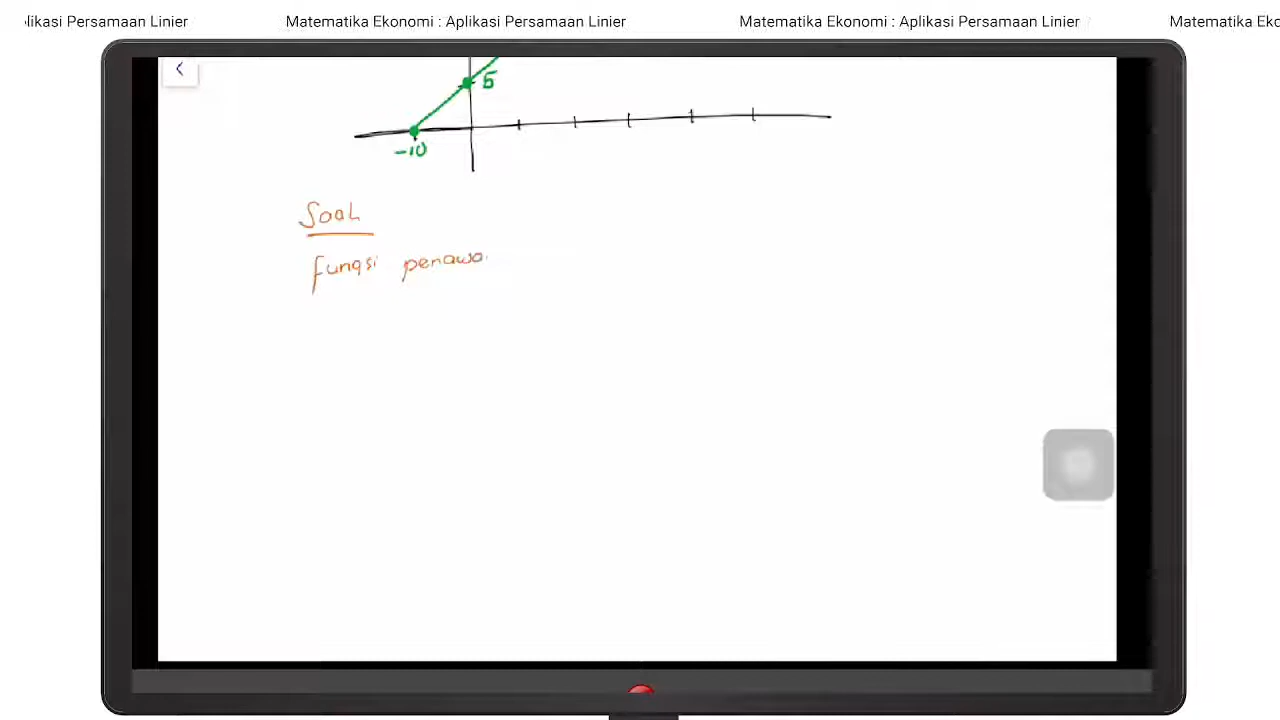 likasi Persamaan Linier Matematika Ekonomi : Aplikasi Persamaan Linier Matematika Ekonomi : Aplikasi Persamaan Linier Matematika Eko
5
-10
Soal
fungsi penawa